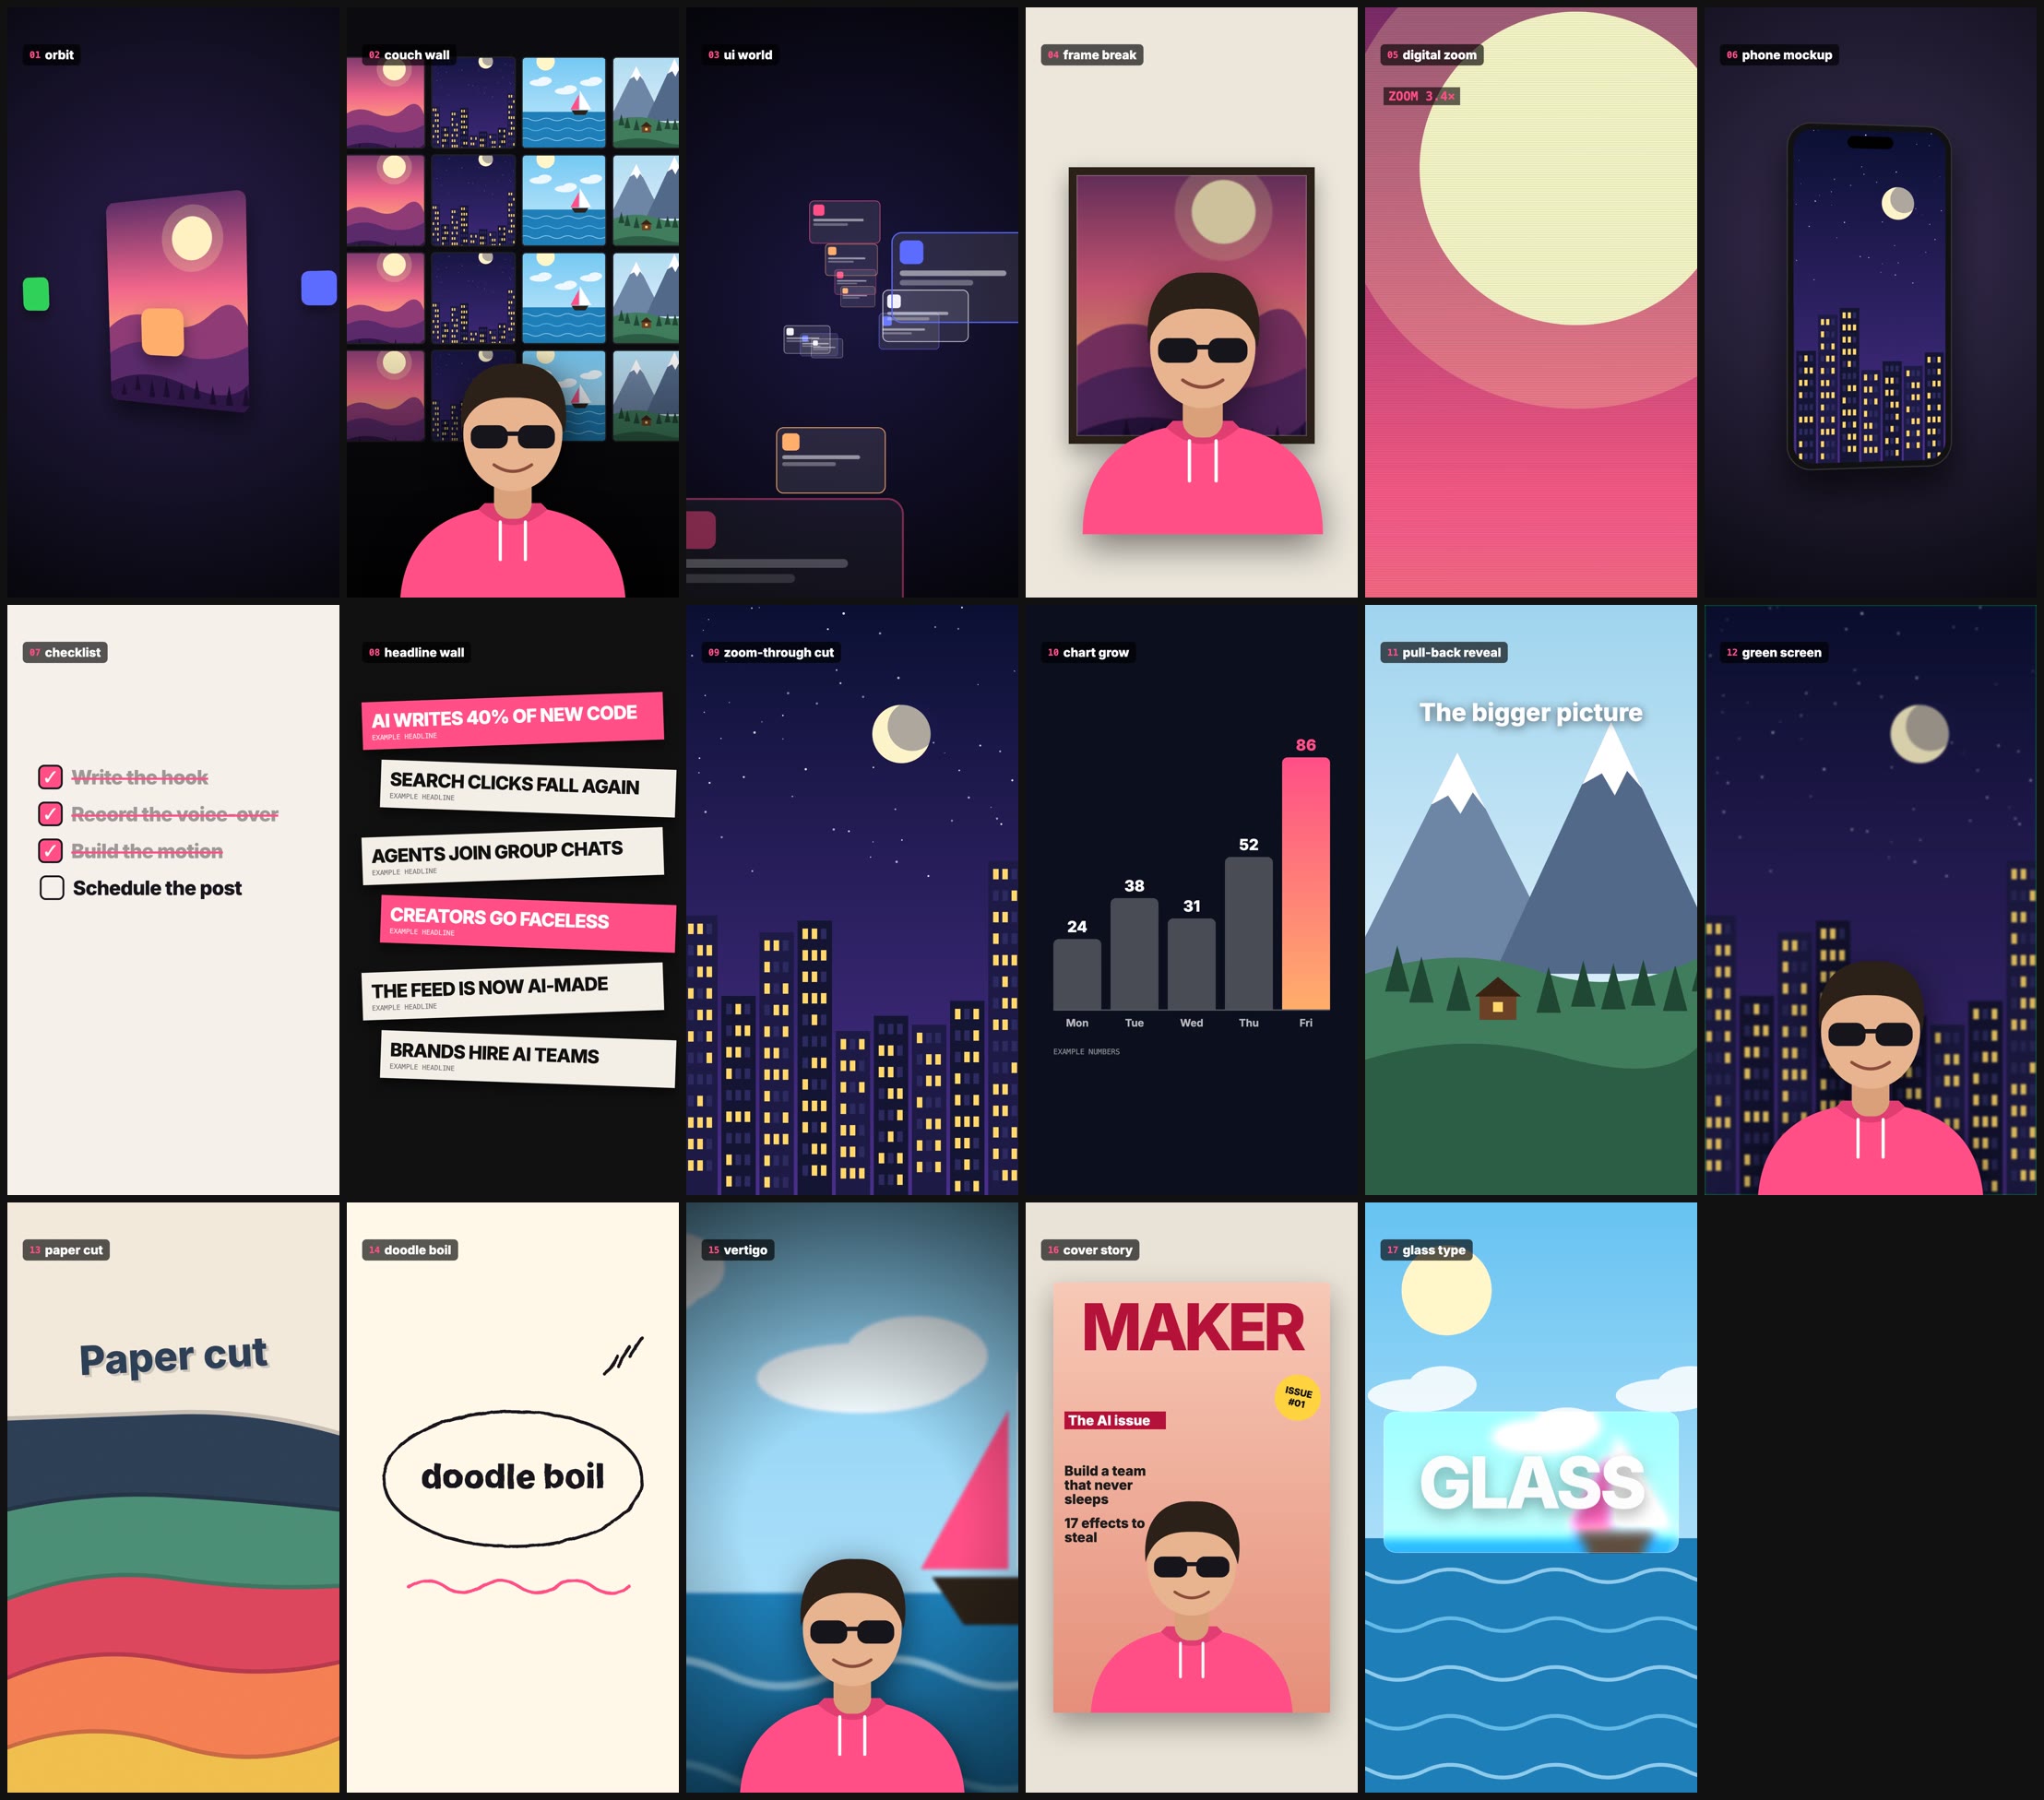 01 orbit
02 couch wall
03 ui world
04 frame break
05 digital zoom
ZOOM 3.4×
06 phone mockup
07 checklist
✓ Write the hook
✓ Record the voice-over
✓ Build the motion
Schedule the post
08 headline wall
AI WRITES 40% OF NEW CODE
EXAMPLE HEADLINE
SEARCH CLICKS FALL AGAIN
EXAMPLE HEADLINE
AGENTS JOIN GROUP CHATS
EXAMPLE HEADLINE
CREATORS GO FACELESS
EXAMPLE HEADLINE
THE FEED IS NOW AI-MADE
EXAMPLE HEADLINE
BRANDS HIRE AI TEAMS
EXAMPLE HEADLINE
09 zoom-through cut
10 chart grow
86
52
38
31
24
Mon Tue Wed Thu Fri
EXAMPLE NUMBERS
11 pull-back reveal
The bigger picture
12 green screen
13 paper cut
Paper cut
14 doodle boil
doodle boil
15 vertigo
16 cover story
MAKER
ISSUE
#01
The AI issue
Build a team
that never
sleeps
17 effects to
steal
17 glass type
GLASS